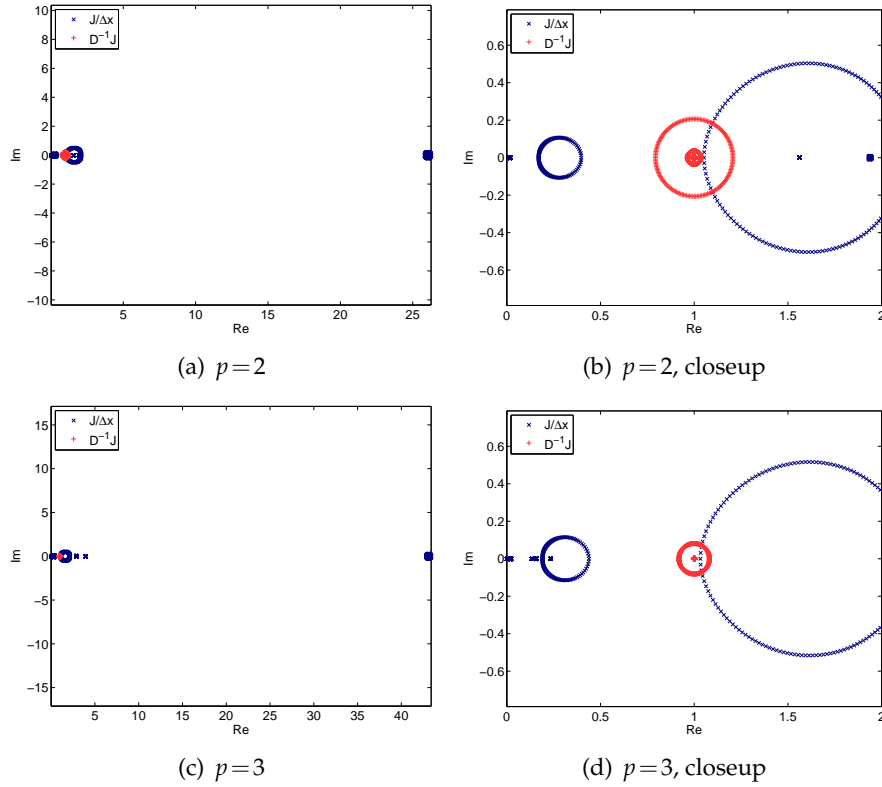 10
8
6
4
2
0
−2
−4
−6
−8
−10
Im
J/Δx
D⁻¹J
5 10 15 20 25
Re
(a) p=2
0.6
0.4
0.2
0
−0.2
−0.4
−0.6
Im
J/Δx
D⁻¹J
0 0.5 1 1.5 2
Re
(b) p=2, closeup
15
10
5
0
−5
−10
−15
Im
J/Δx
D⁻¹J
5 10 15 20 25 30 35 40
Re
(c) p=3
0.6
0.4
0.2
0
−0.2
−0.4
−0.6
Im
J/Δx
D⁻¹J
0 0.5 1 1.5 2
Re
(d) p=3, closeup